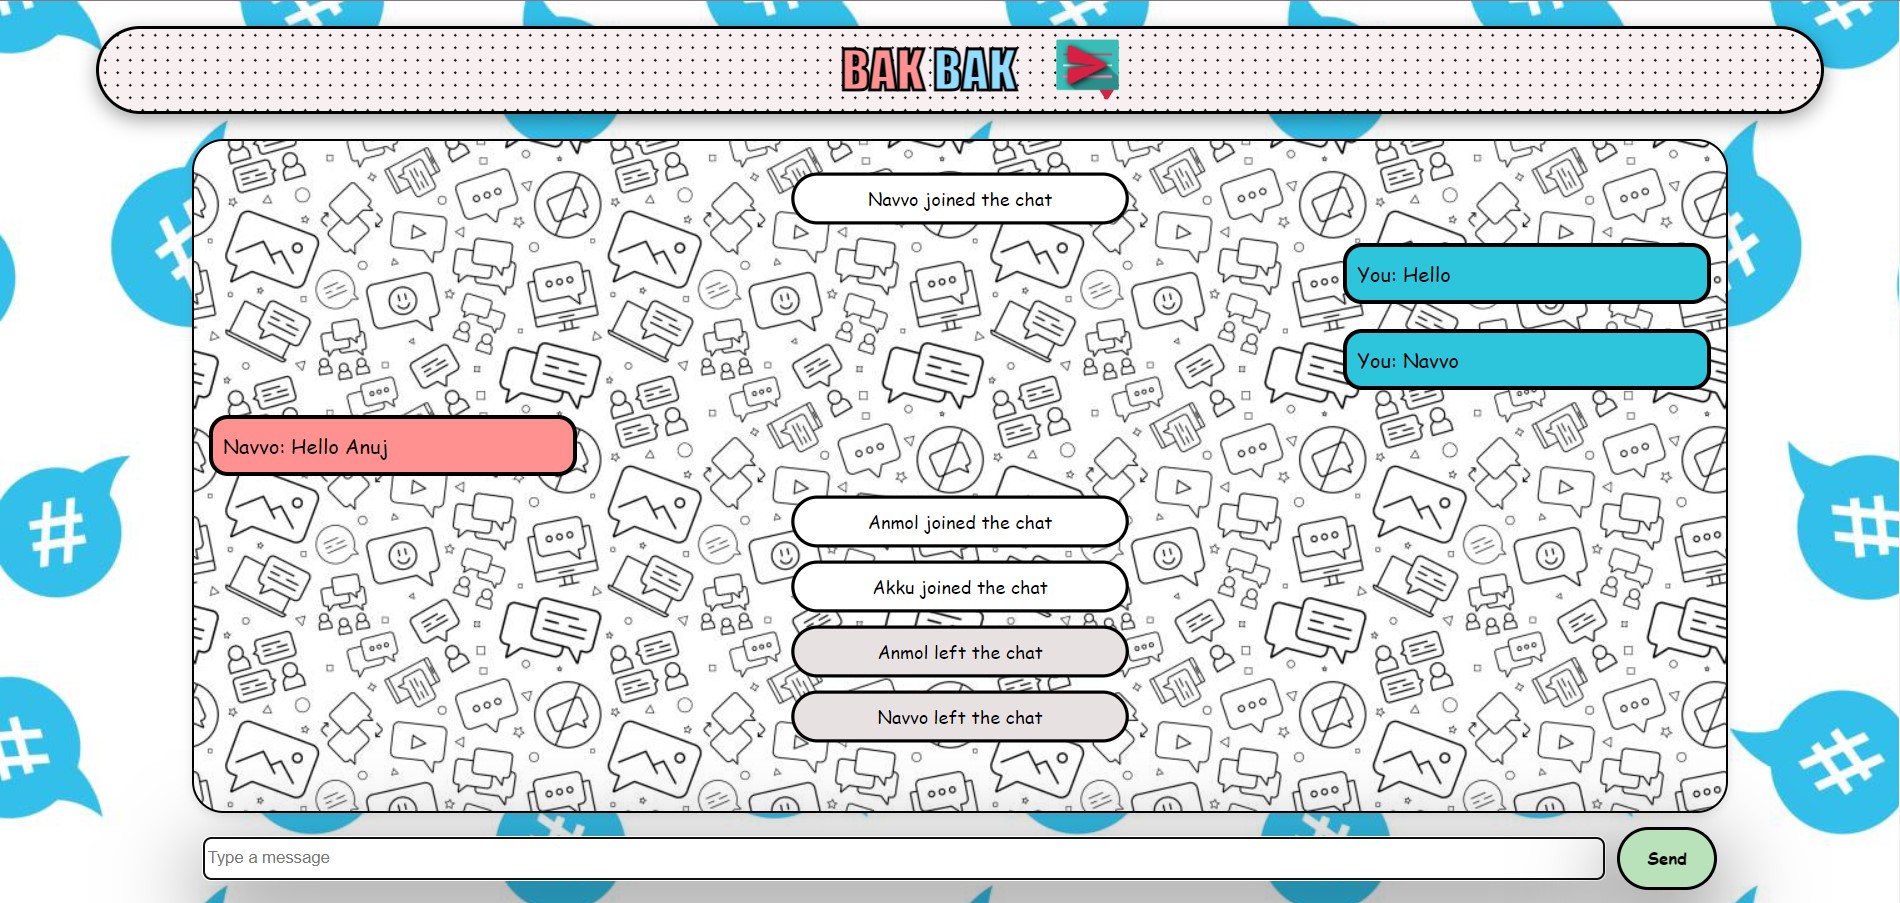 BAK BAK
Navvo joined the chat
You: Hello
You: Navvo
Navvo: Hello Anuj
Anmol joined the chat
Akku joined the chat
Anmol left the chat
Navvo left the chat
Type a message
Send